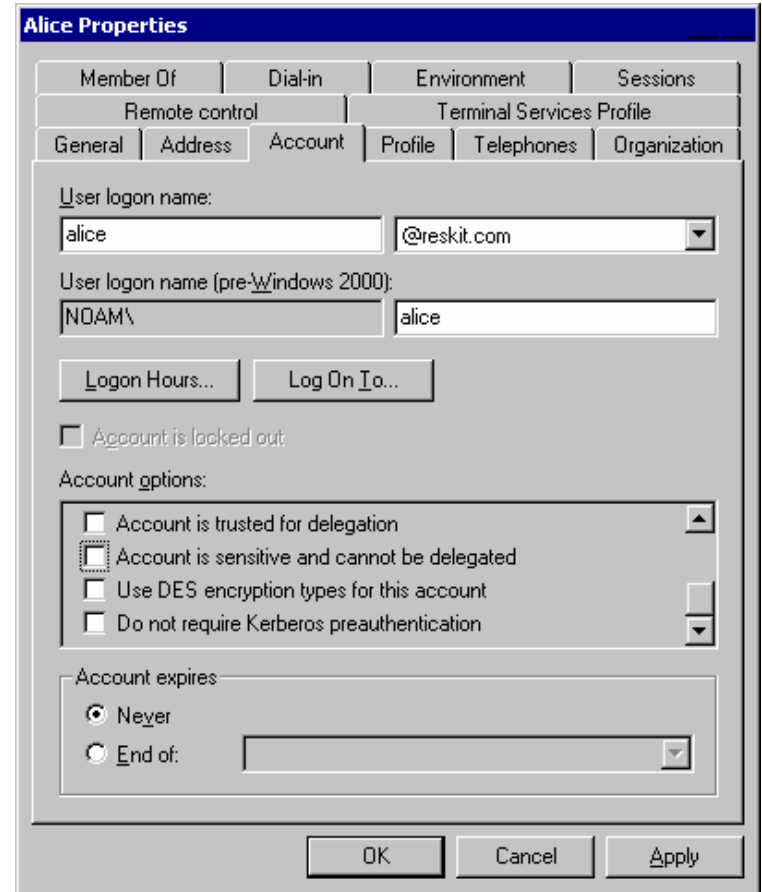 Alice Properties
Member Of Dial-in Environment Sessions
Remote control Terminal Services Profile
General Address Account Profile Telephones Organization
User logon name:
alice @reskit.com
User logon name (pre-Windows 2000):
NOAM\ alice
Logon Hours... Log On To...
Account is locked out
Account options:
Account is trusted for delegation
Account is sensitive and cannot be delegated
Use DES encryption types for this account
Do not require Kerberos preauthentication
Account expires
Never
End of:
OK Cancel Apply